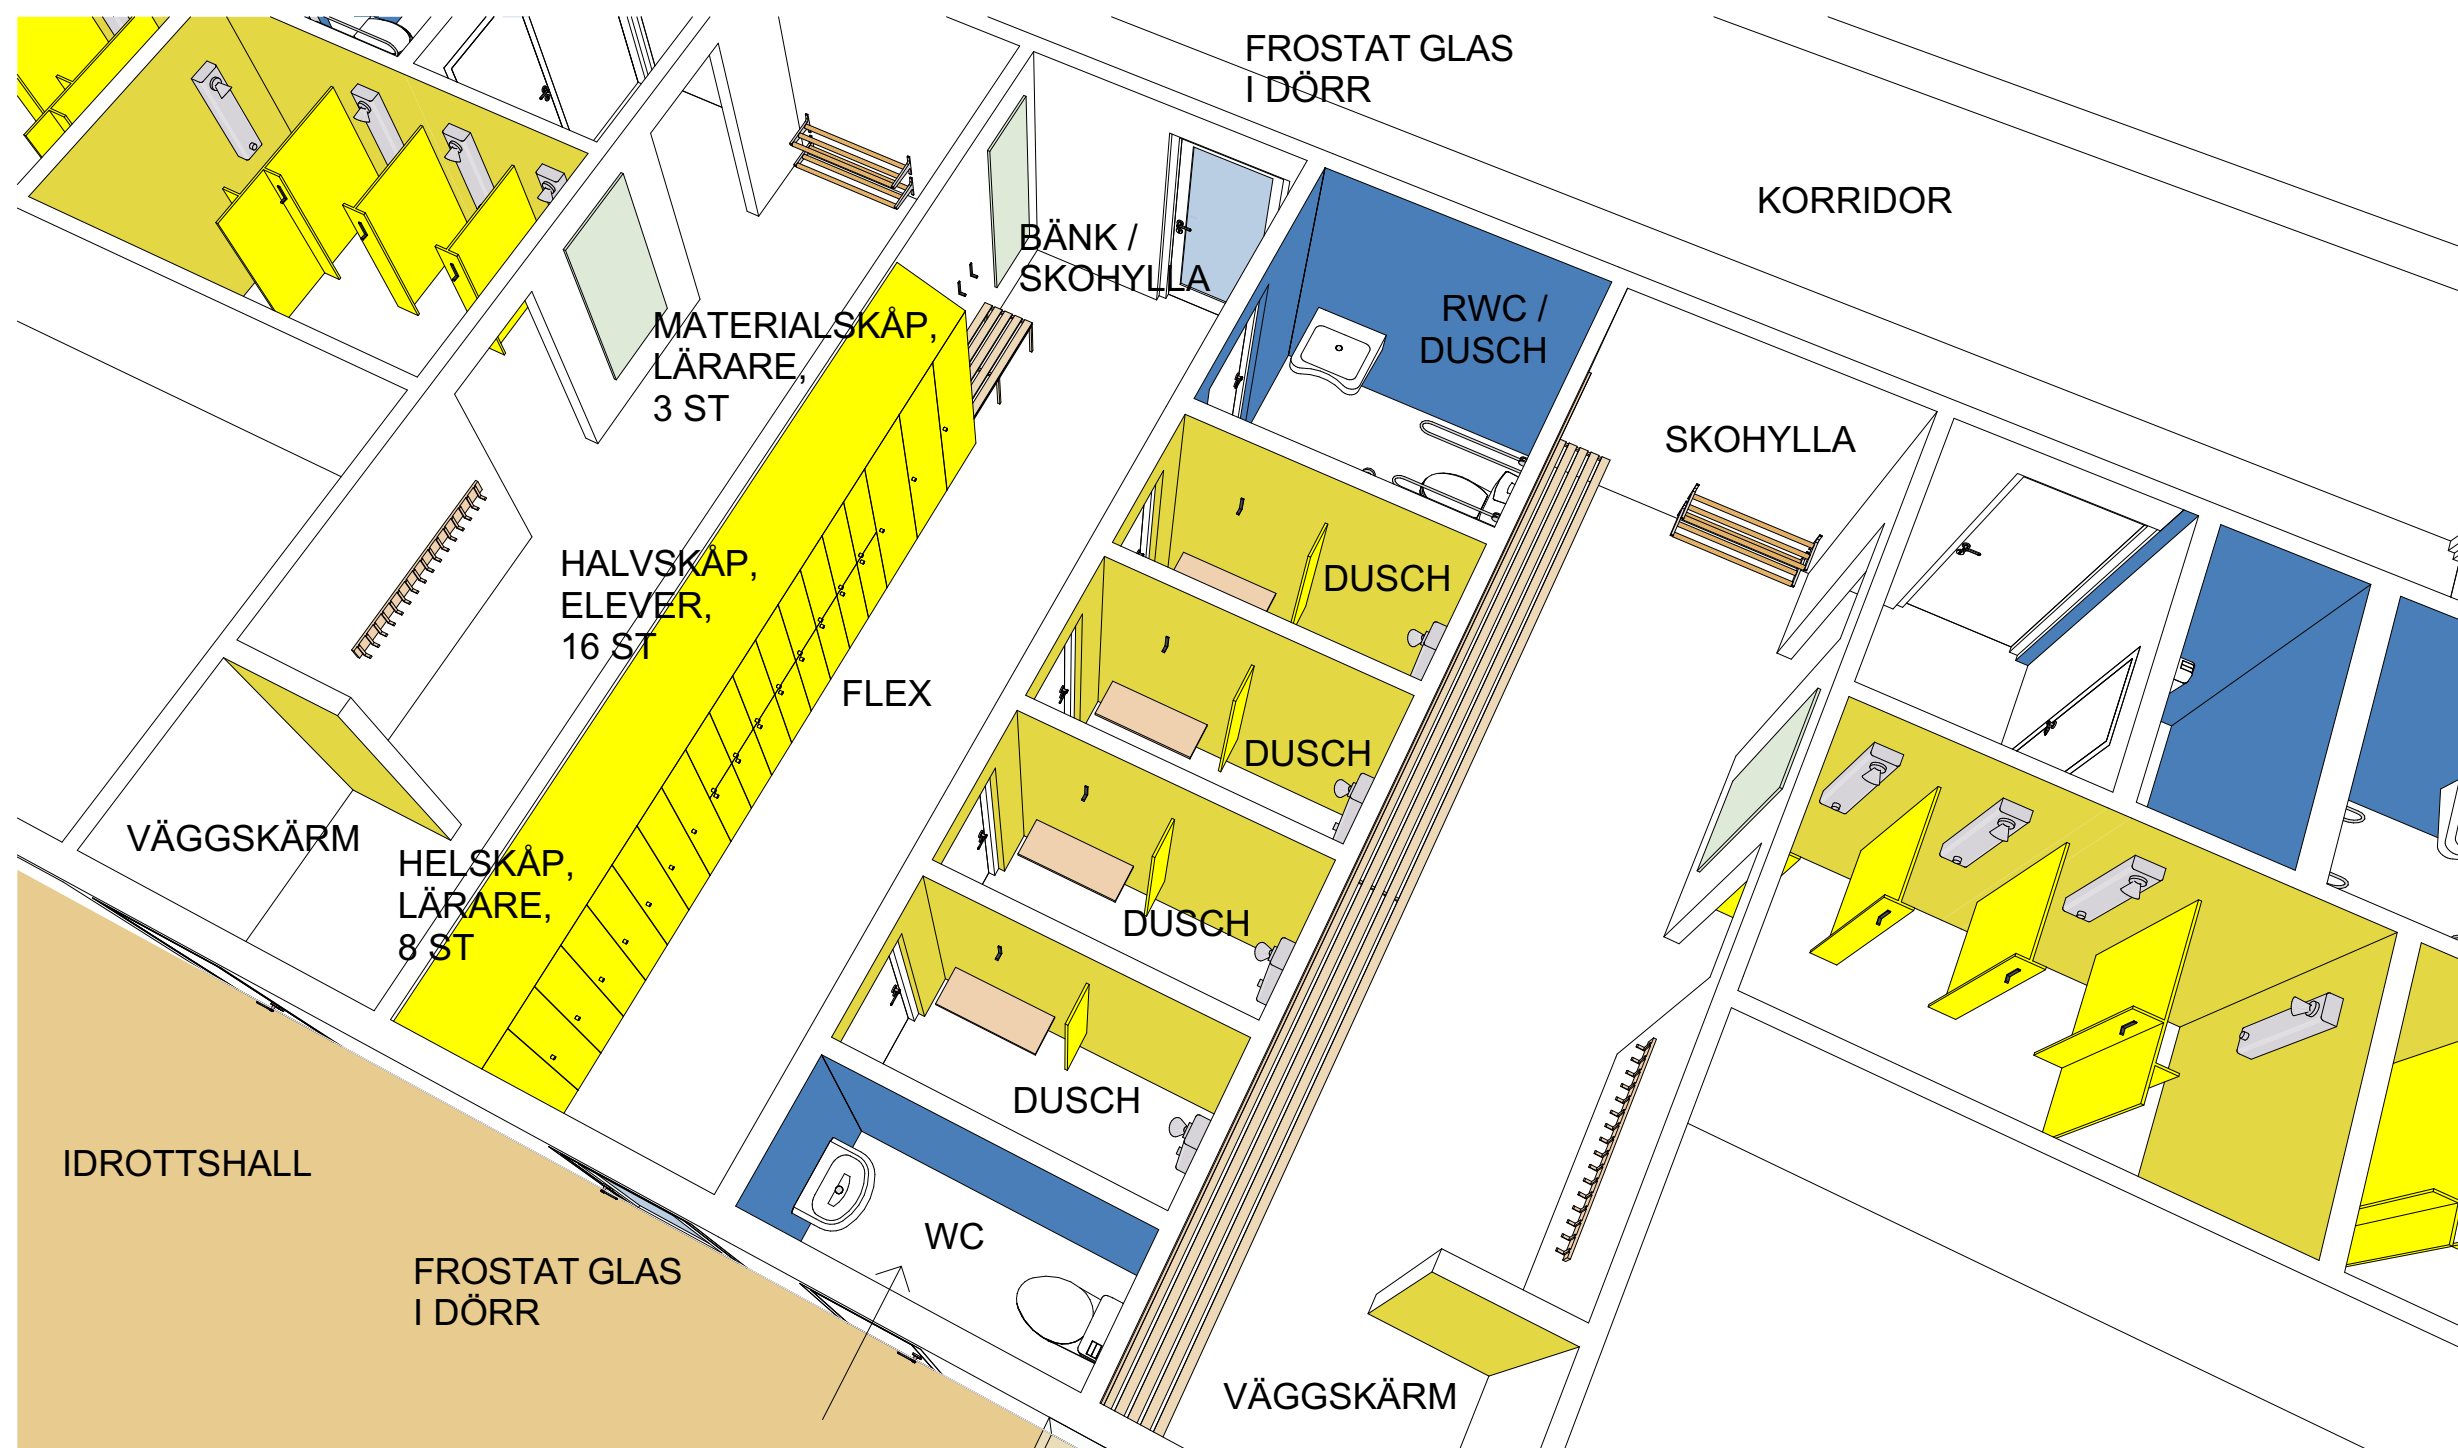 FROSTAT GLAS
I DÖRR
KORRIDOR
BÄNK /
SKOHYLLA
RWC /
DUSCH
MATERIALSKÅP,
LÄRARE,
3 ST
SKOHYLLA
HALVSKÅP,
ELEVER,
16 ST
DUSCH
FLEX
DUSCH
VÄGGSKÄRM
HELSKÅP,
LÄRARE,
8 ST
DUSCH
DUSCH
IDROTTSHALL
WC
FROSTAT GLAS
I DÖRR
VÄGGSKÄRM